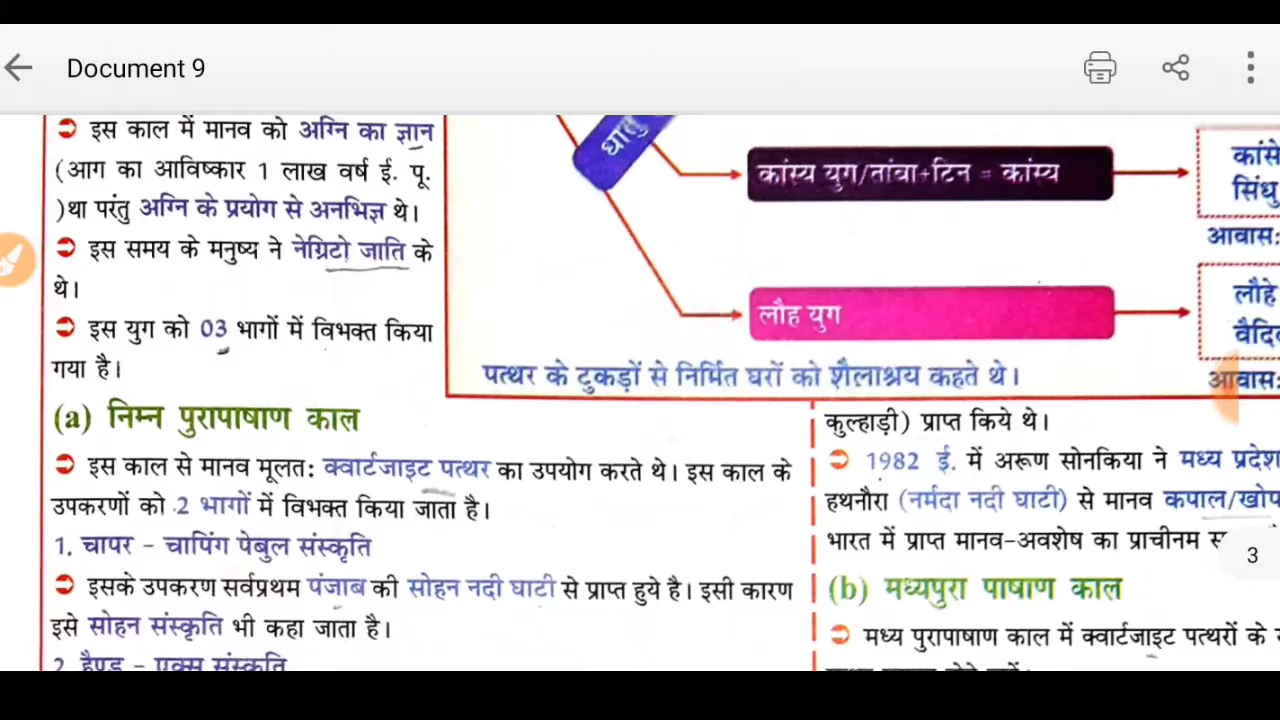 Document 9
➲ इस काल में मानव को अग्नि का ज्ञान
(आग का आविष्कार 1 लाख वर्ष ई. पू.
)था परंतु अग्नि के प्रयोग से अनभिज्ञ थे।
➲ इस समय के मनुष्य ने नेग्रिटो जाति के
थे।
➲ इस युग को 03 भागों में विभक्त किया
गया है।
धातु
कांस्य युग/तांबा+टिन = कांस्य
कांसे
सिंधु
आवास:
लौह युग
लौहे
आवास:
पत्थर के टुकड़ों से निर्मित घरों को शैलाश्रय कहते थे।
(a) निम्न पुरापाषाण काल
➲ इस काल से मानव मूलत: क्वार्टजाइट पत्थर का उपयोग करते थे। इस काल के
उपकरणों को 2 भागों में विभक्त किया जाता है।
1. चापर - चापिंग पेबुल संस्कृति
➲ इसके उपकरण सर्वप्रथम पंजाब की सोहन नदी घाटी से प्राप्त हुये है। इसी कारण
इसे सोहन संस्कृति भी कहा जाता है।
2. हैण्ड - एक्स संस्कृति
कुल्हाड़ी) प्राप्त किये थे।
➲ 1982 ई. में अरूण सोनकिया ने मध्य प्रदेश
हथनौरा (नर्मदा नदी घाटी) से मानव कपाल/
भारत में प्राप्त मानव-अवशेष का प्राचीनम
3
(b) मध्यपुरा पाषाण काल
➲ मध्य पुरापाषाण काल में क्वार्टजाइट पत्थरों के